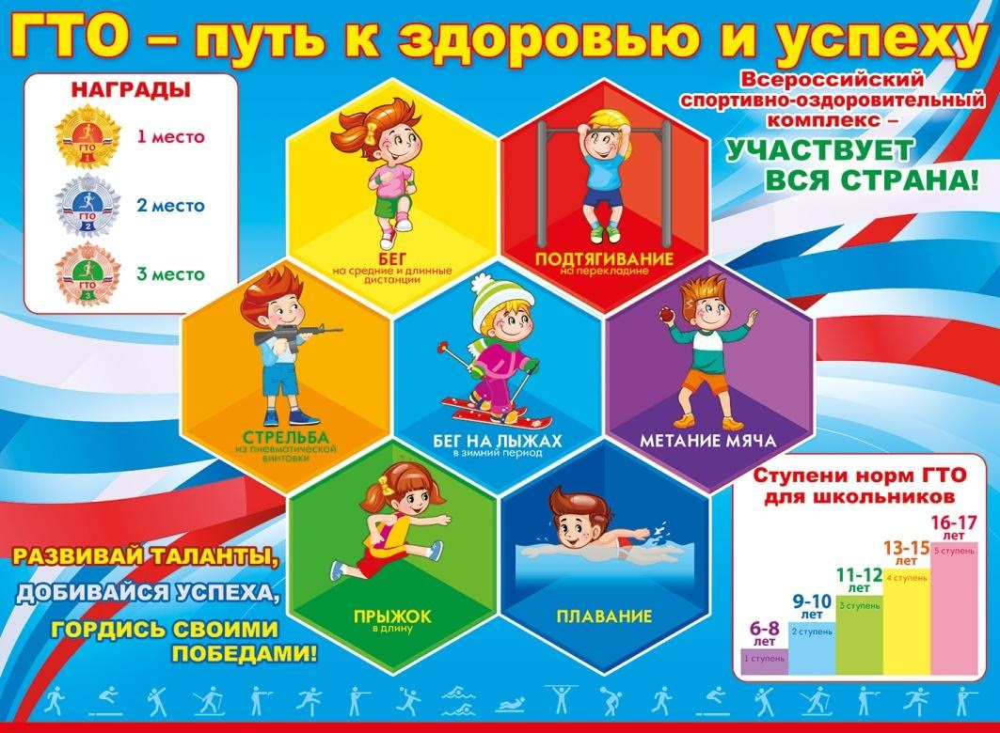 ГТО – путь к здоровью и успеху
НАГРАДЫ
ГТО
1
1 место
ГТО
2
2 место
ГТО
3
3 место
Всероссийский
спортивно-оздоровительный
комплекс –
УЧАСТВУЕТ
ВСЯ СТРАНА!
БЕГ
на средние и длинные
дистанции
ПОДТЯГИВАНИЕ
на перекладине
СТРЕЛЬБА
из пневматической
винтовки
БЕГ НА ЛЫЖАХ
в зимний период
МЕТАНИЕ МЯЧА
ПРЫЖОК
в длину
ПЛАВАНИЕ
РАЗВИВАЙ ТАЛАНТЫ,
ДОБИВАЙСЯ УСПЕХА,
ГОРДИСЬ СВОИМИ
ПОБЕДАМИ!
Ступени норм ГТО
для школьников
6-8
лет
1 ступень
9-10
лет
2 ступень
11-12
лет
3 ступень
13-15
лет
4 ступень
16-17
лет
5 ступень